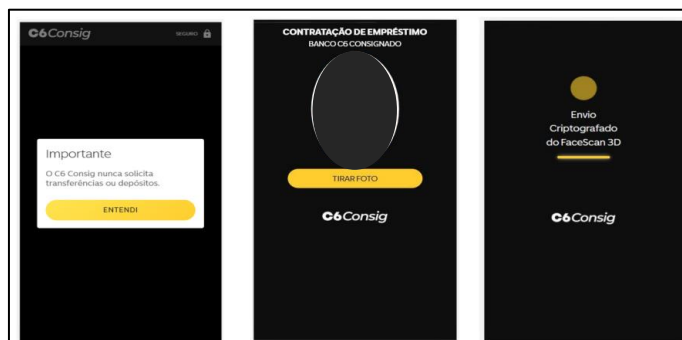 C6Consig
SEGURO
Importante
O C6 Consig nunca solicita
transferências ou depósitos.
ENTENDI
CONTRATAÇÃO DE EMPRÉSTIMO
BANCO C6 CONSIGNADO
TIRAR FOTO
C6Consig
Envio
Criptografado
do FaceScan 3D
C6Consig